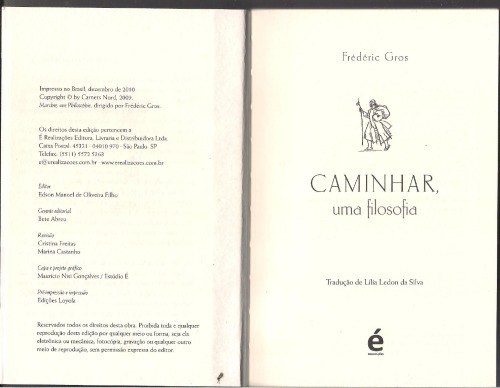 Impresso no Brasil, dezembro de 2010
Copyright © by Carnets Nord, 2009.
Marcher, une Philosophie, dirigido por Frédéric Gros.
Os direitos desta edição pertencem a
É Realizações Editora, Livraria e Distribuidora Ltda.
Caixa Postal: 45321 · 04010 970 · São Paulo SP
Telefax: (5511) 5572 5363
e@erealizacoes.com.br · www.erealizacoes.com.br
Editor
Edson Manoel de Oliveira Filho
Gerente editorial
Bete Abreu
Revisão
Cristina Freitas
Marina Castanho
Capa e projeto gráfico
Mauricio Nisi Gonçalves / Estúdio É
Pré-impressão e impressão
Edições Loyola
Reservados todos os direitos desta obra. Proibida toda e qualquer
reprodução desta edição por qualquer meio ou forma, seja ela
eletrônica ou mecânica, fotocópia, gravação ou qualquer outro
meio de reprodução, sem permissão expressa do editor.
Frédéric Gros
CAMINHAR,
uma filosofia
Tradução de Lília Ledon da Silva
é